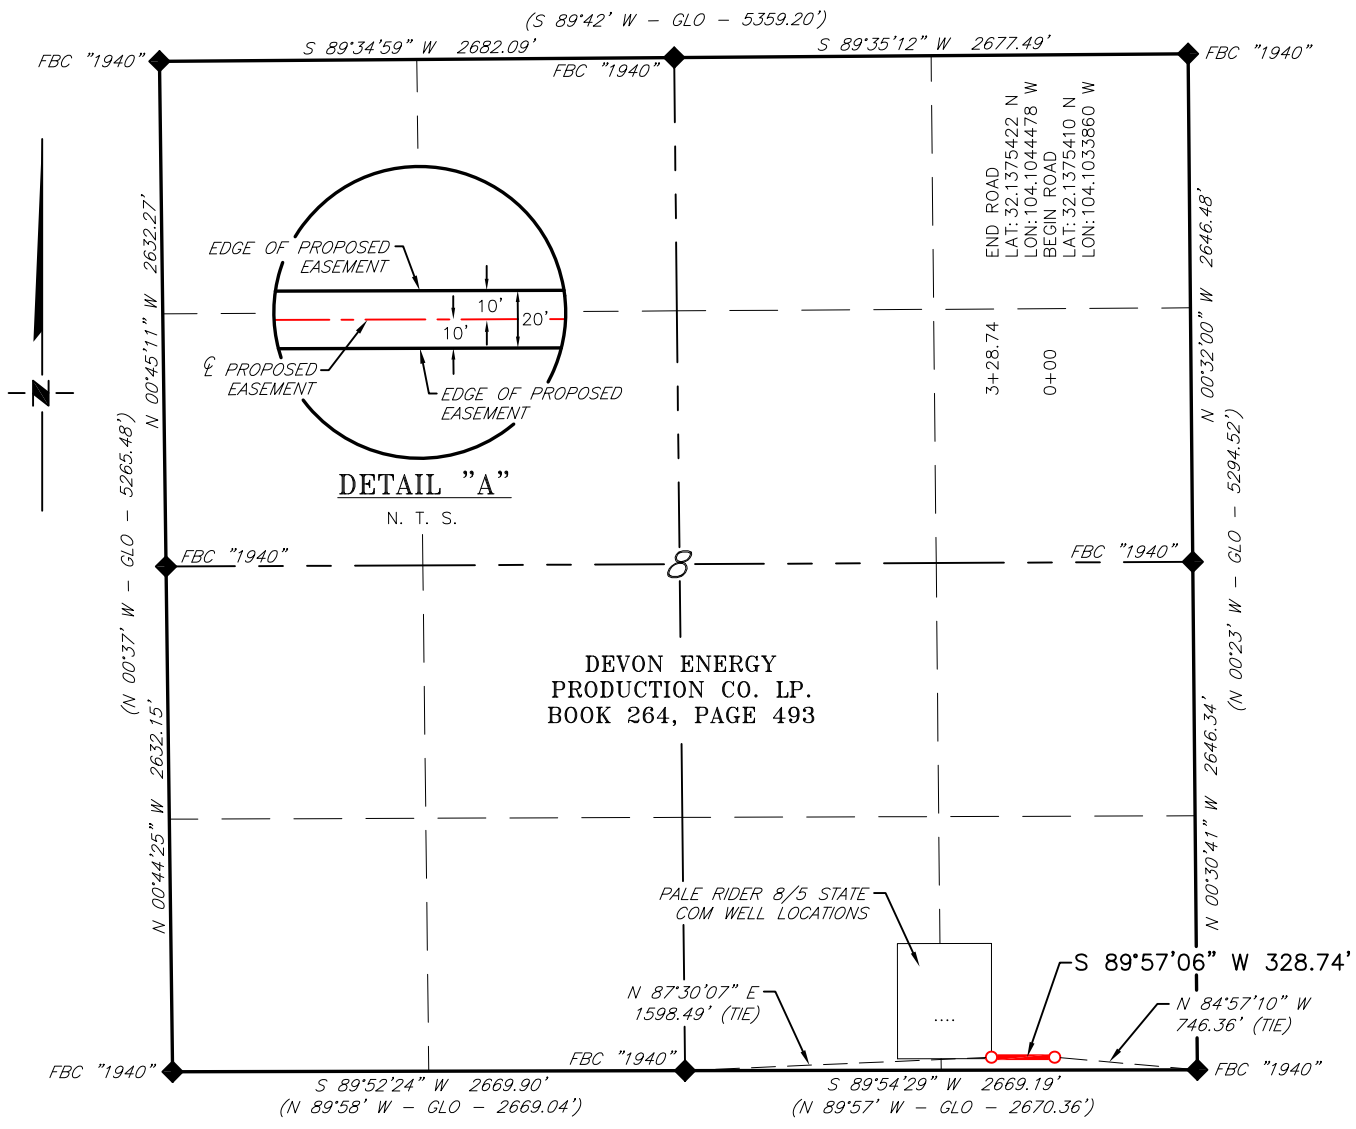 (S 89°42' W - GLO - 5359.20')
S 89°34'59" W 2682.09'
S 89°35'12" W 2677.49'
FBC "1940"
FBC "1940"
FBC "1940"
END ROAD
LAT: 32.1375422 N
LON: 104.1044478 W
BEGIN ROAD
LAT: 32.1375410 N
LON: 104.1033860 W
3+28.74
0+00
N 00°45'11" W 2632.27'
(N 00°37' W - GLO - 5265.48')
N 00°32'00" W 2646.48'
(N 00°23' W - GLO - 5294.52')
EDGE OF PROPOSED
EASEMENT
10'
20'
10'
℄ PROPOSED
EASEMENT
EDGE OF PROPOSED
EASEMENT
DETAIL "A"
N. T. S.
N
FBC "1940"
8
FBC "1940"
DEVON ENERGY
PRODUCTION CO. LP.
BOOK 264, PAGE 493
N 00°44'25" W 2632.15'
N 00°30'41" W 2646.34'
PALE RIDER 8/5 STATE
COM WELL LOCATIONS
S 89°57'06" W 328.74'
N 87°30'07" E
1598.49' (TIE)
N 84°57'10" W
746.36' (TIE)
....
FBC "1940"
FBC "1940"
FBC "1940"
S 89°52'24" W 2669.90'
(N 89°58' W - GLO - 2669.04')
S 89°54'29" W 2669.19'
(N 89°57' W - GLO - 2670.36')